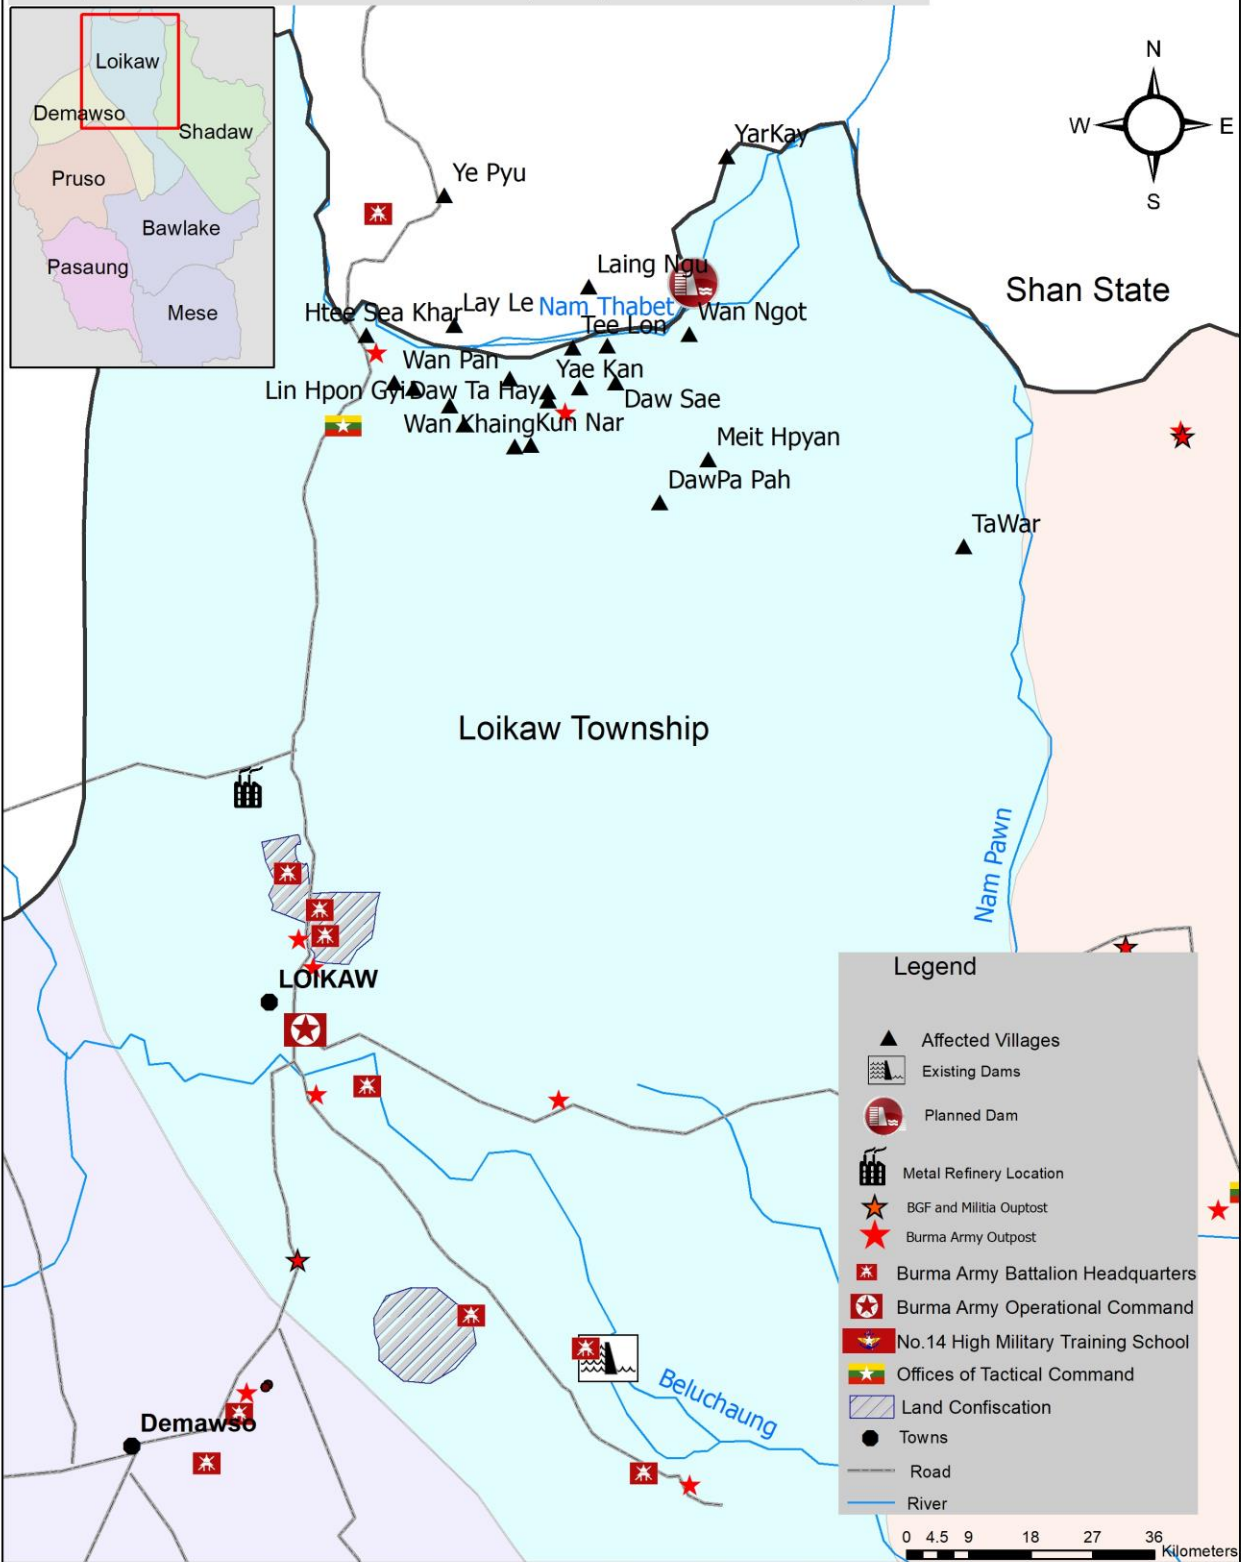 Loikaw
Demawso
Shadaw
Pruso
Bawlake
Pasaung
Mese
N
W
E
S
YarKay
Ye Pyu
Laing Ngu
Shan State
Htee Sea Khar
Lay Le
Nam Thabet
Wan Ngot
Tee Lon
Wan Pan
Yae Kan
Lin Hpon Gyi
Daw Ta Hay
Daw Sae
Wan Khaing
Kun Nar
Meit Hpyan
DawPa Pah
TaWar
Loikaw Township
Nam Pawn
LOIKAW
Beluchaung
Demawso
Legend
Affected Villages
Existing Dams
Planned Dam
Metal Refinery Location
BGF and Militia Ouptost
Burma Army Outpost
Burma Army Battalion Headquarters
Burma Army Operational Command
No.14 High Military Training School
Offices of Tactical Command
Land Confiscation
Towns
Road
River
0 4.5 9 18 27 36
Kilometers